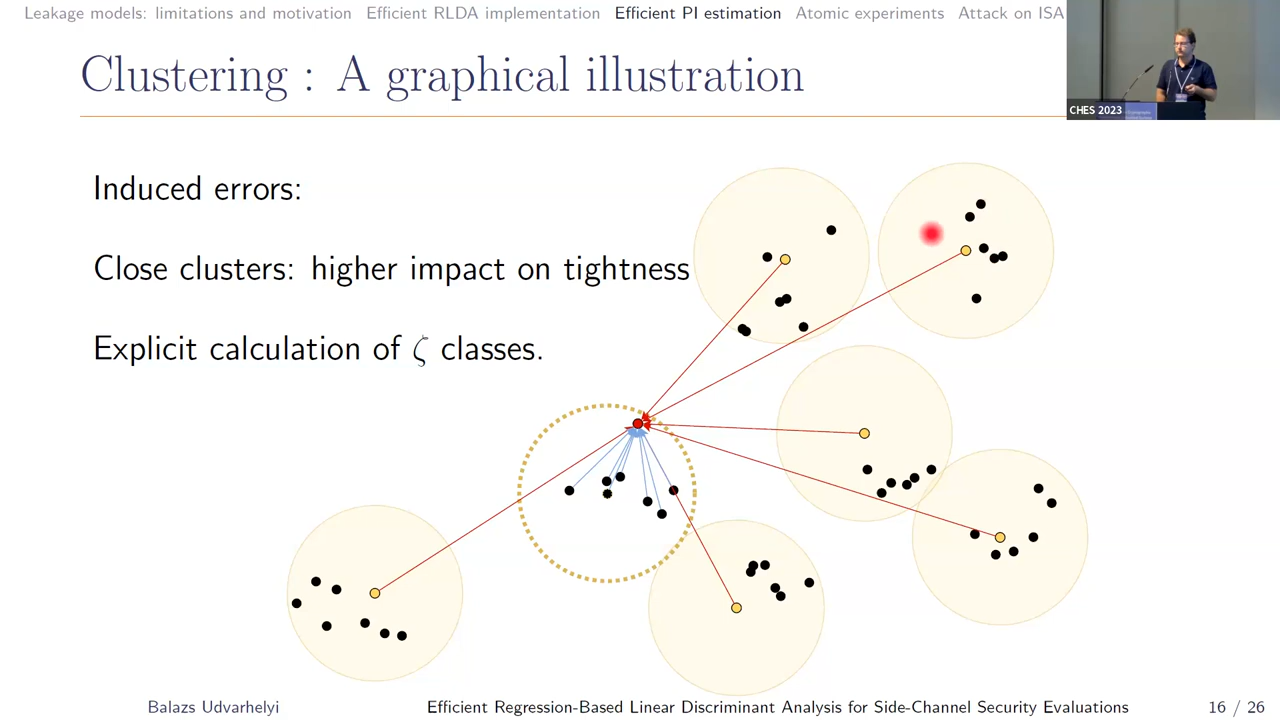 Leakage models: limitations and motivation Efficient RLDA implementation Efficient PI estimation Atomic experiments Attack on ISA
Clustering : A graphical illustration
CHES 2023
Induced errors:
Close clusters: higher impact on tightness
Explicit calculation of ζ classes.
Balazs Udvarhelyi Efficient Regression-Based Linear Discriminant Analysis for Side-Channel Security Evaluations 16 / 26